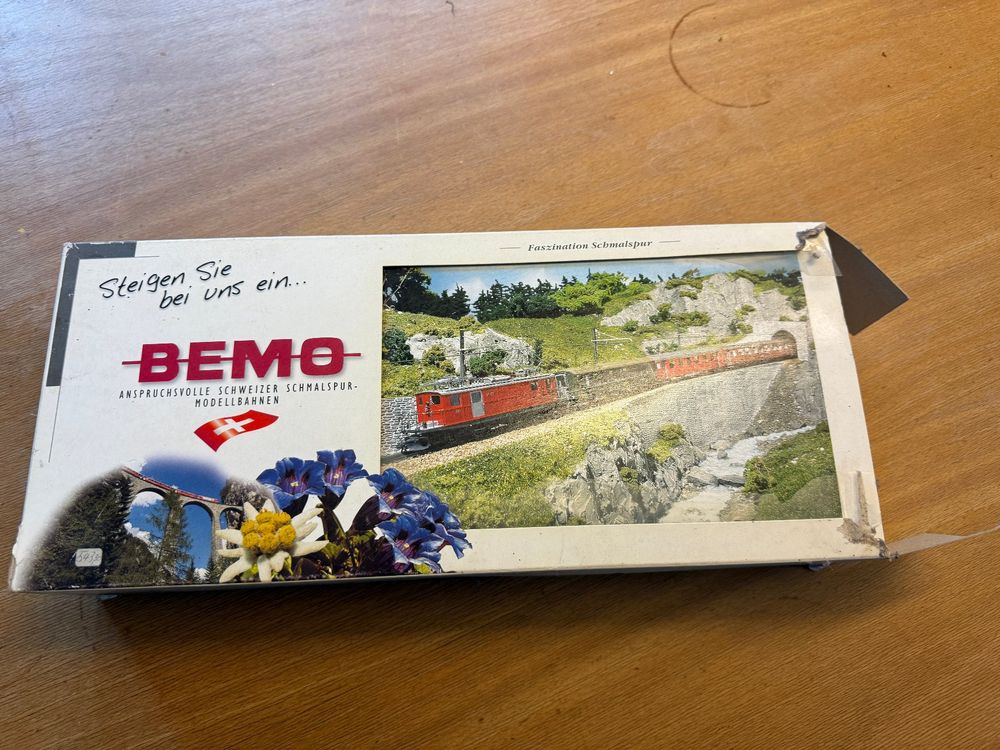 Faszination Schmalspur
Steigen Sie
bei uns ein...
BEMO
ANSPRUCHSVOLLE SCHWEIZER SCHMALSPUR-
MODELLBAHNEN